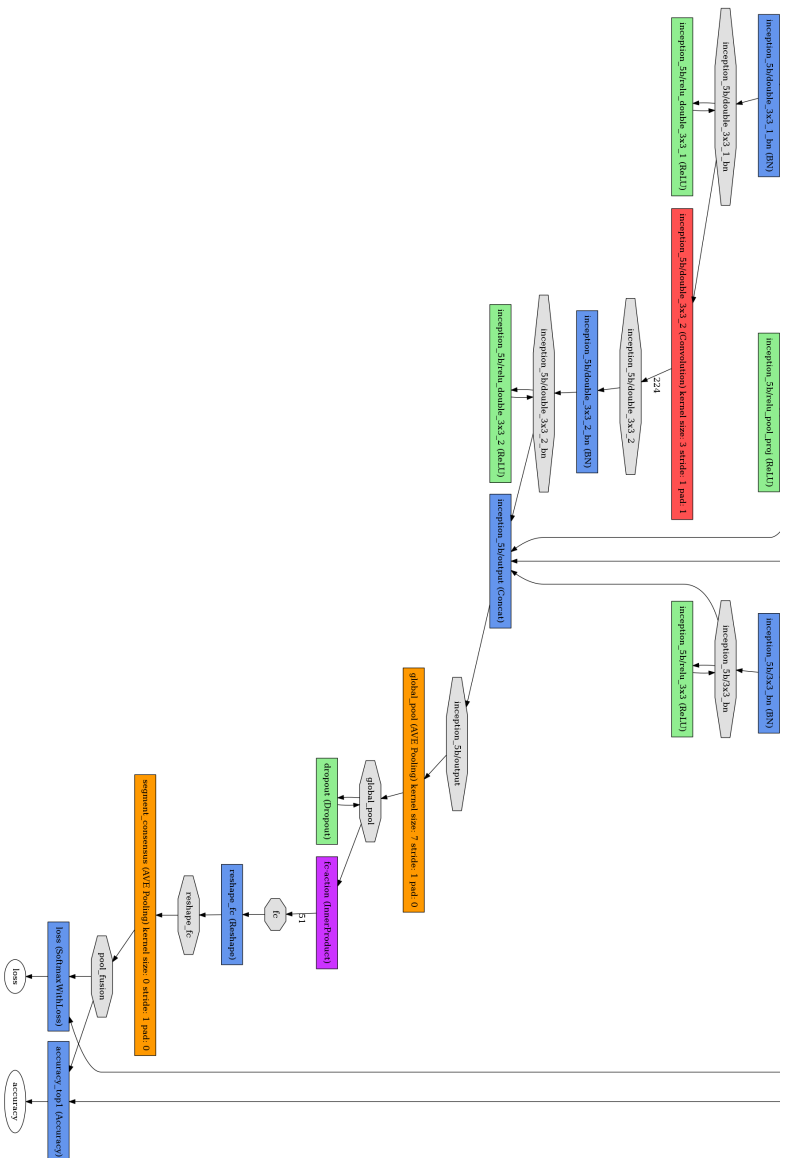 inception_5b/double_3x3_1_bn (BN)
inception_5b/double_3x3_1_bn
inception_5b/relu_double_3x3_1 (ReLU)
inception_5b/double_3x3_2 (Convolution) kernel size: 3 stride: 1 pad: 1
inception_5b/relu_pool_proj (ReLU)
224
inception_5b/double_3x3_2
inception_5b/double_3x3_2_bn (BN)
inception_5b/double_3x3_2_bn
inception_5b/relu_double_3x3_2 (ReLU)
inception_5b/3x3_bn (BN)
inception_5b/3x3_bn
inception_5b/relu_3x3 (ReLU)
inception_5b/output (Concat)
inception_5b/output
global_pool (AVE Pooling) kernel size: 7 stride: 1 pad: 0
global_pool
dropout (Dropout)
fc-action (InnerProduct)
51
fc
reshape_fc (Reshape)
reshape_fc
segment_consensus (AVE Pooling) kernel size: 0 stride: 1 pad: 0
pool_fusion
loss (SoftmaxWithLoss)
loss
accuracy_top1 (Accuracy)
accuracy